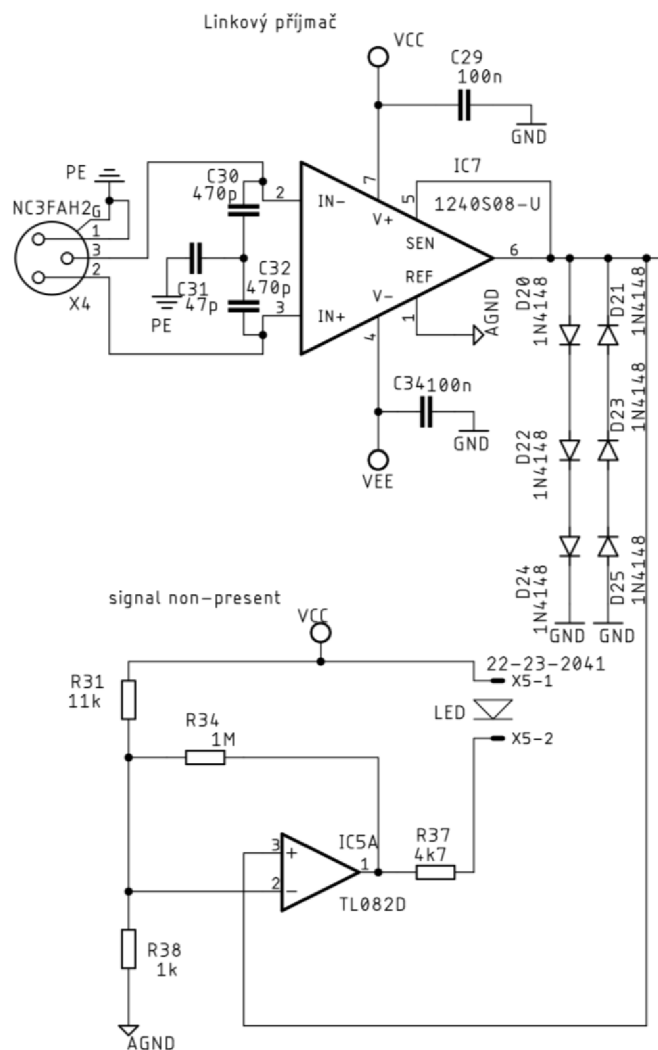 Linkový příjmač
VCC
C29
100n
GND
PE
C30
470p
IC7
1240S08-U
NC3FAH2
G
1
3
2
X4
2
IN-
7
V+
5
SEN
6
REF
V-
1
AGND
C31
47p
PE
C32
470p
3
IN+
4
C34
100n
GND
VEE
D20
1N4148
D21
1N4148
D22
1N4148
D23
1N4148
D24
1N4148
D25
1N4148
GND
GND
signal non-present
VCC
22-23-2041
X5-1
LED
X5-2
R31
11k
R34
1M
IC5A
R37
4k7
3
+
2
−
1
TL082D
R38
1k
AGND